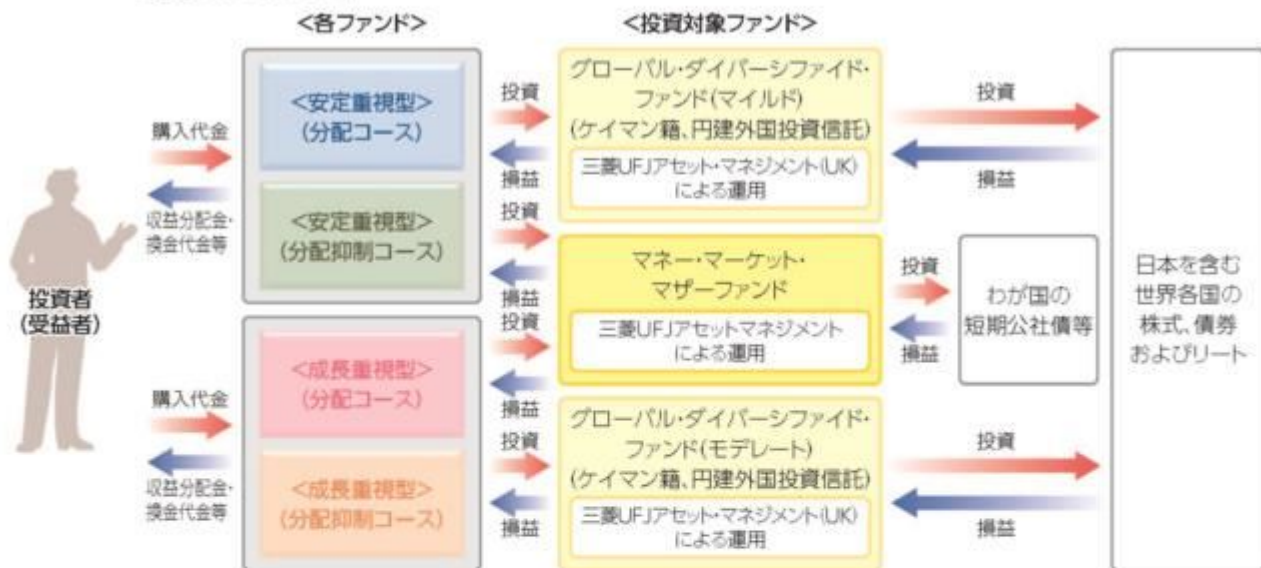 <各ファンド>
<投資対象ファンド>
投資者
(受益者)
購入代金
収益分配金・
換金代金等
購入代金
収益分配金・
換金代金等
<安定重視型>
(分配コース)
<安定重視型>
(分配抑制コース)
<成長重視型>
(分配コース)
<成長重視型>
(分配抑制コース)
投資
損益
投資
損益
投資
損益
投資
損益
グローバル・ダイバーシファイド・
ファンド(マイルド)
(ケイマン籍、円建外国投資信託)
三菱UFJアセット・マネジメント(UK)
による運用
マネー・マーケット・
マザーファンド
三菱UFJアセットマネジメント
による運用
グローバル・ダイバーシファイド・
ファンド(モデレート)
(ケイマン籍、円建外国投資信託)
三菱UFJアセット・マネジメント(UK)
による運用
投資
損益
投資
損益
わが国の
短期公社債等
投資
損益
日本を含む
世界各国の
株式、債券
およびリート